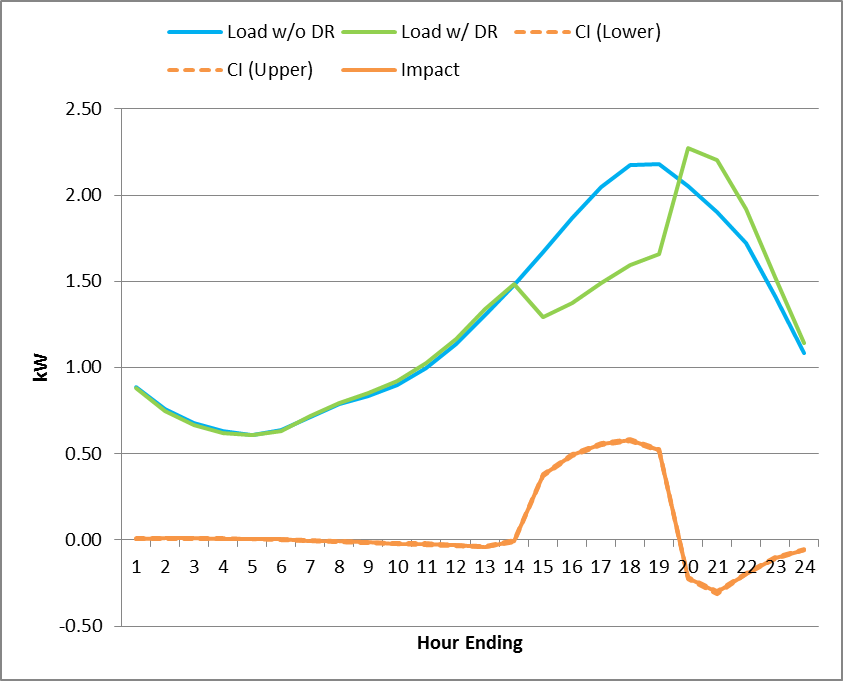 Load w/o DR Load w/ DR CI (Lower)
CI (Upper) Impact
2.50
2.00
1.50
1.00
0.50
0.00
-0.50
kW
1 2 3 4 5 6 7 8 9 10 11 12 13 14 15 16 17 18 19 20 21 22 23 24
Hour Ending